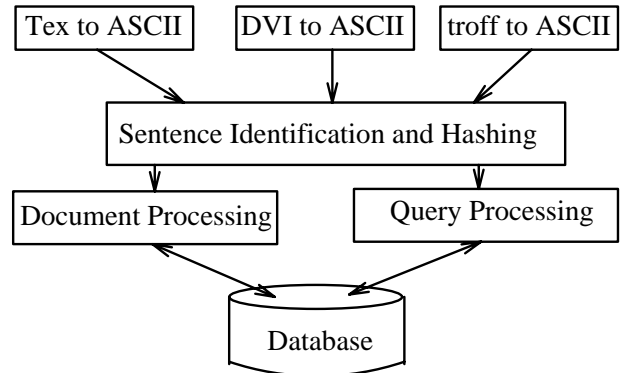 Tex to ASCII
DVI to ASCII
troff to ASCII
Sentence Identification and Hashing
Document Processing
Query Processing
Database